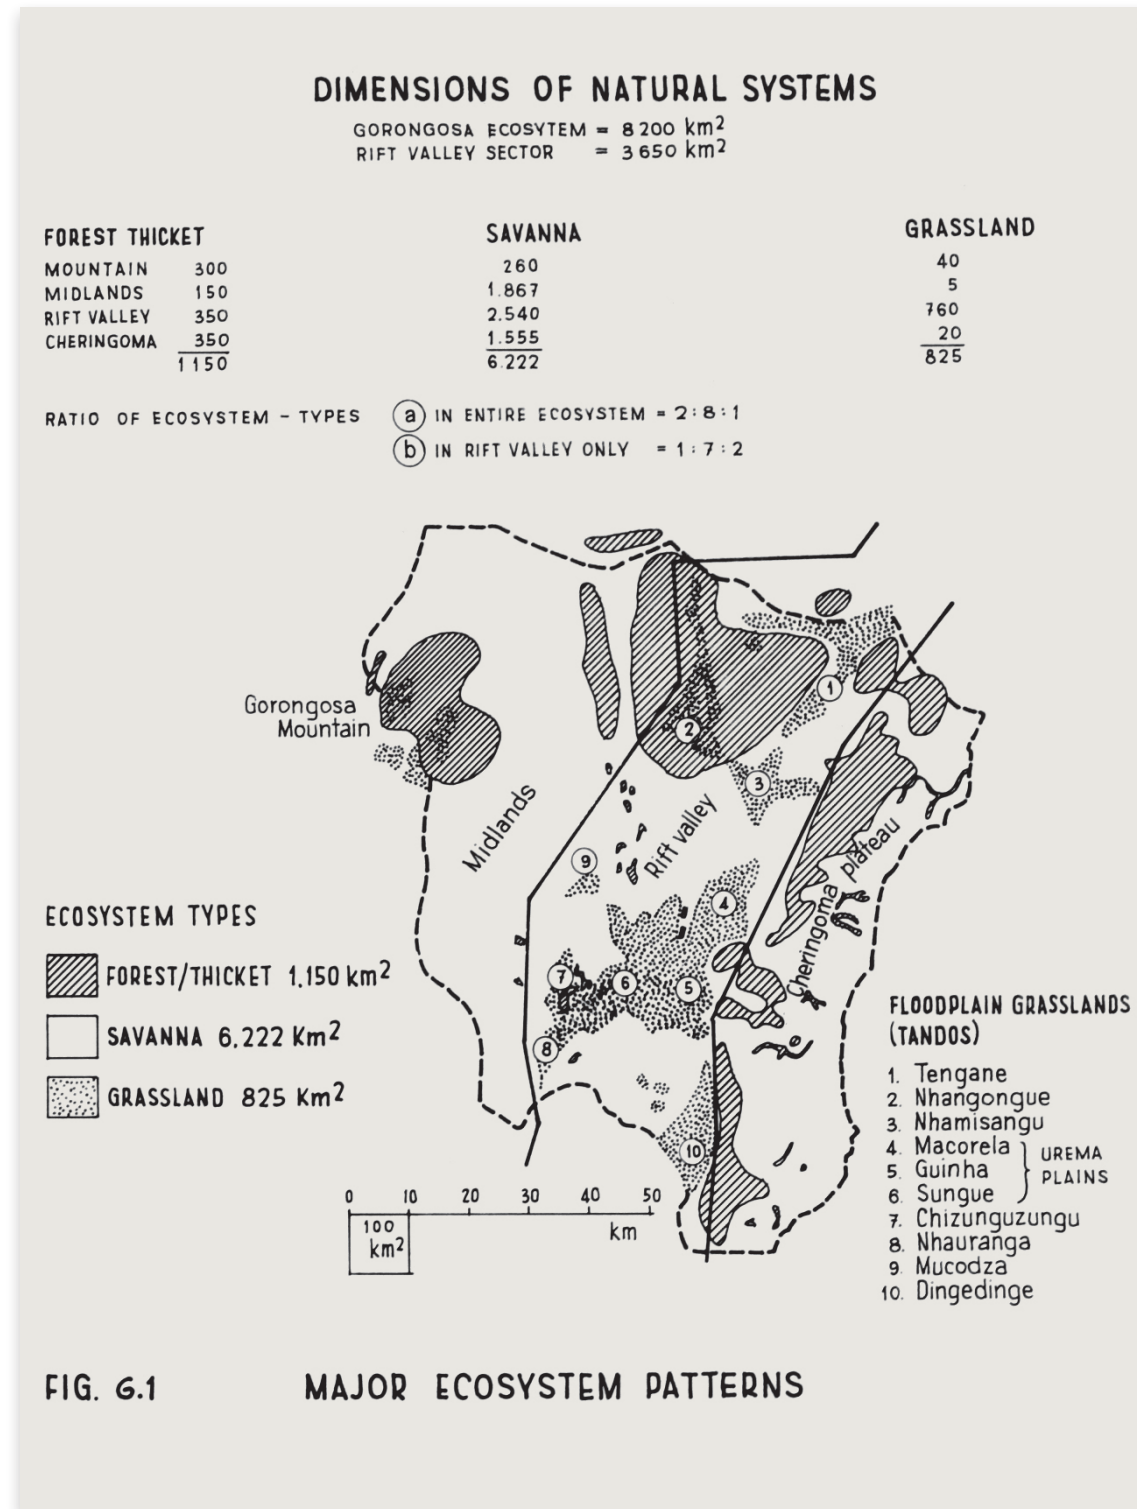 DIMENSIONS OF NATURAL SYSTEMS
GORONGOSA ECOSYTEM = 8200 km²
RIFT VALLEY SECTOR = 3650 km²
FOREST THICKET SAVANNA GRASSLAND
MOUNTAIN 300 260 40
MIDLANDS 150 1.867 5
RIFT VALLEY 350 2.540 760
CHERINGOMA 350 1.555 20
1150 6.222 825
RATIO OF ECOSYSTEM - TYPES (a) IN ENTIRE ECOSYSTEM = 2:8:1
(b) IN RIFT VALLEY ONLY = 1:7:2
Gorongosa
Mountain
Midlands
Rift valley
Cheringoma plateau
1
2
3
9
4
7
6
5
8
10
ECOSYSTEM TYPES
FOREST/THICKET 1.150 km²
SAVANNA 6.222 Km²
GRASSLAND 825 Km²
FLOODPLAIN GRASSLANDS
(TANDOS)
1. Tengane
2. Nhangongue
3. Nhamisangu
4. Macorela
5. Guinha
6. Sungue
UREMA
PLAINS
7. Chizunguzungu
8. Nhauranga
9. Mucodza
10. Dingedinge
0 10 20 30 40 50
km
100
km²
FIG. 6.1 MAJOR ECOSYSTEM PATTERNS